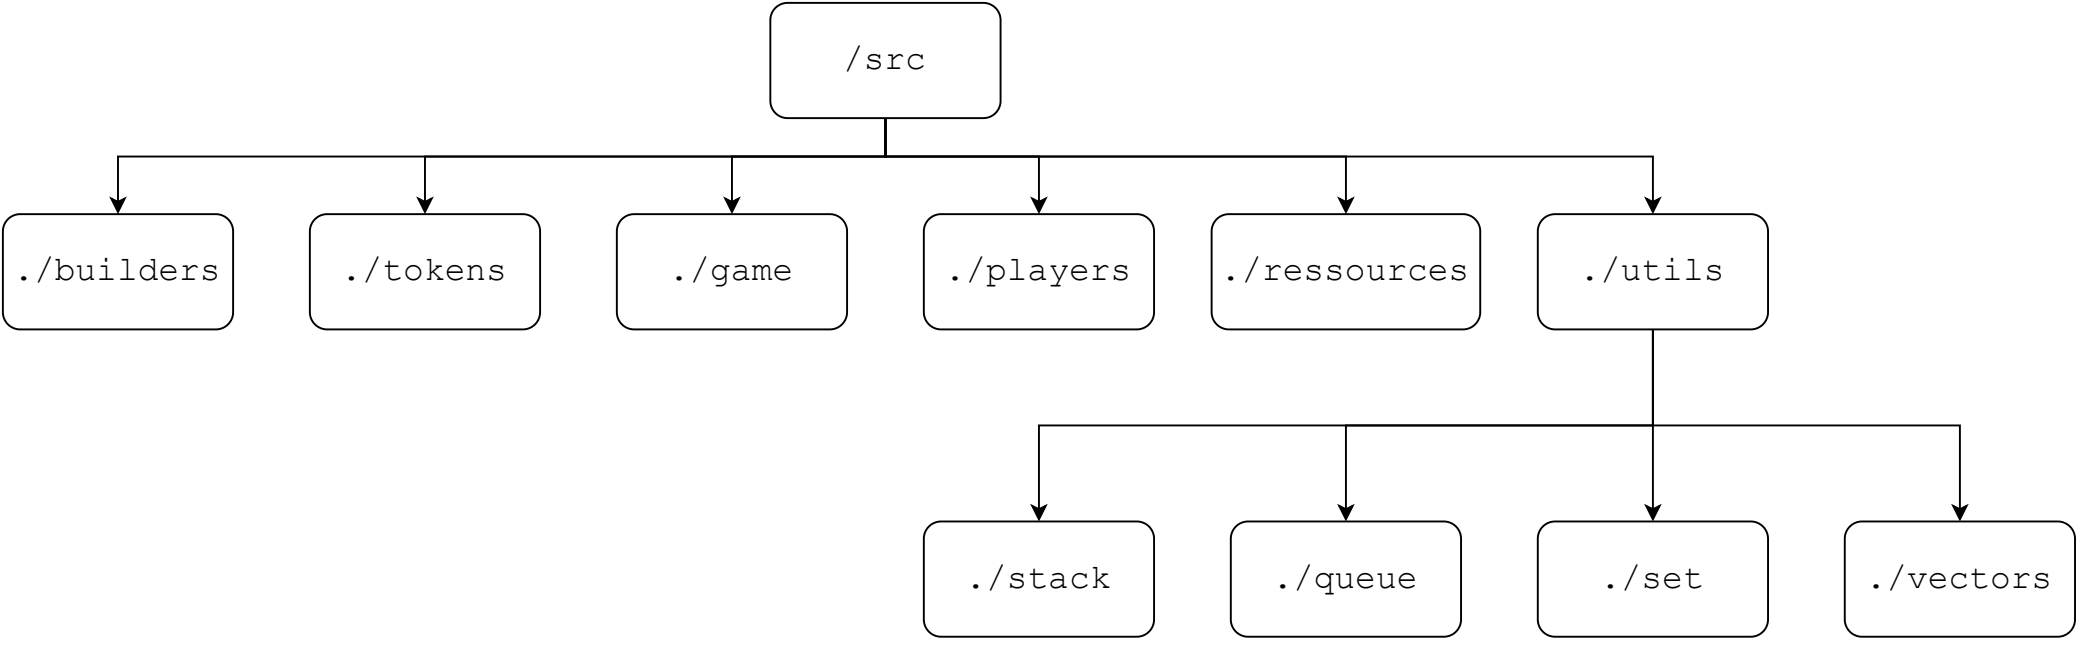 /src
./builders
./tokens
./game
./players
./ressources
./utils
./stack
./queue
./set
./vectors